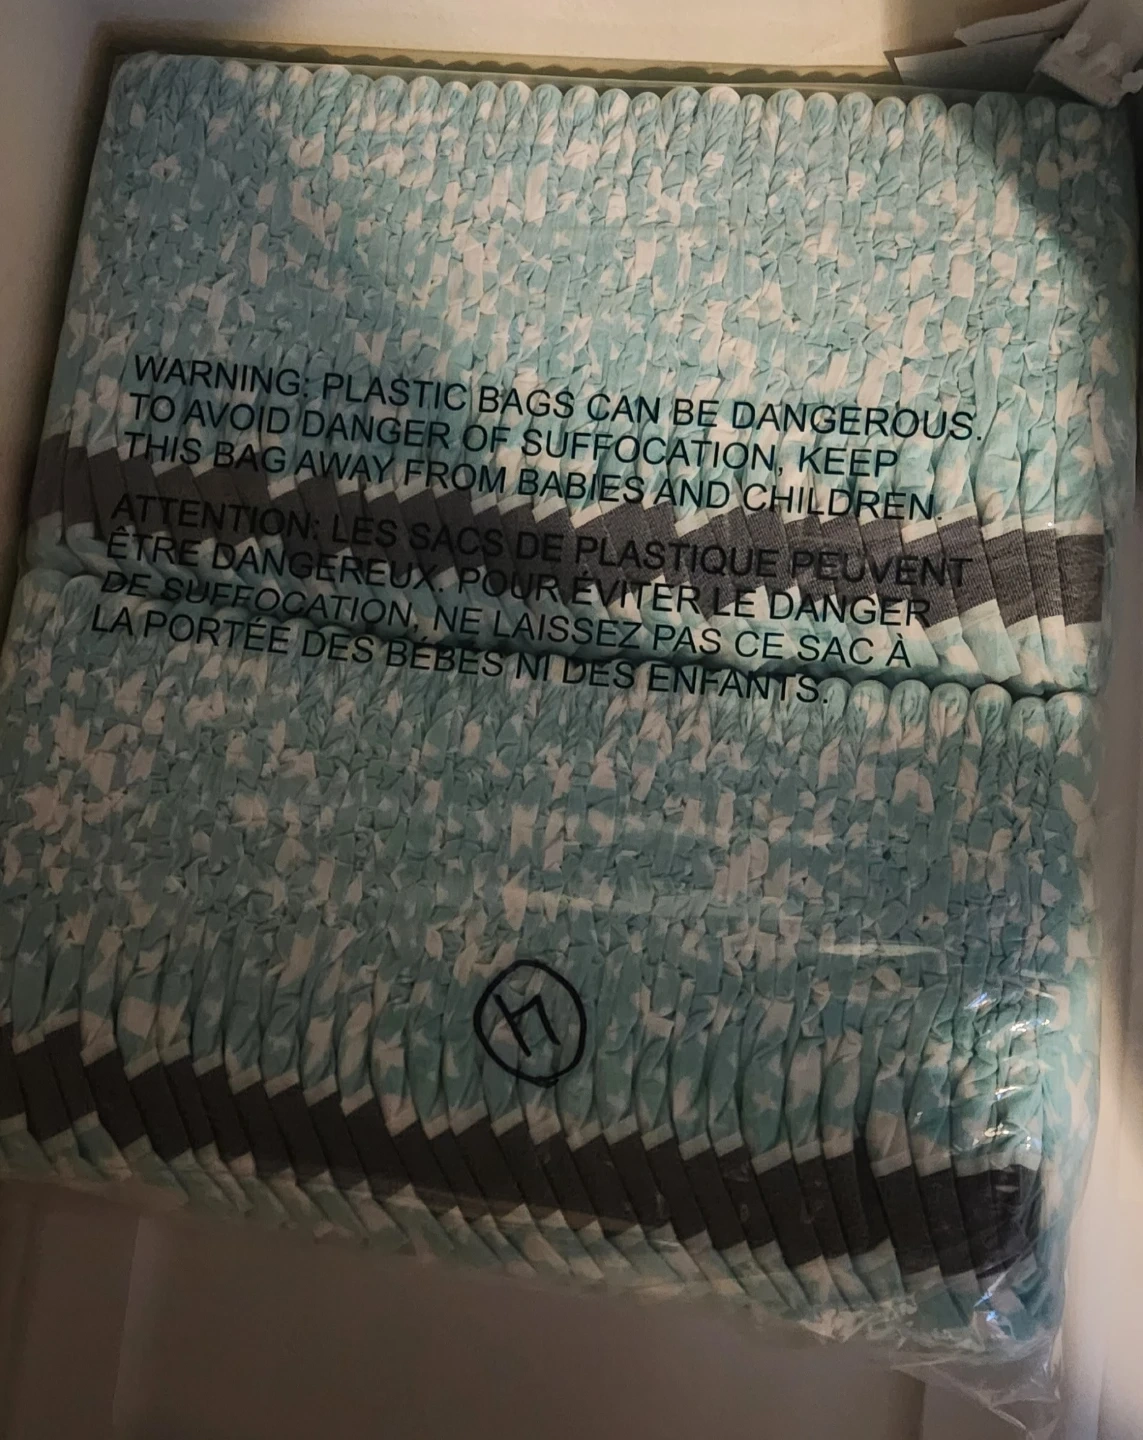 WARNING: PLASTIC BAGS CAN BE DANGEROUS.
TO AVOID DANGER OF SUFFOCATION, KEEP
THIS BAG AWAY FROM BABIES AND CHILDREN.
ATTENTION: LES SACS DE PLASTIQUE PEUVENT
ÊTRE DANGEREUX. POUR ÉVITER LE DANGER
DE SUFFOCATION, NE LAISSEZ PAS CE SAC À
LA PORTÉE DES BÉBÉS NI DES ENFANTS.